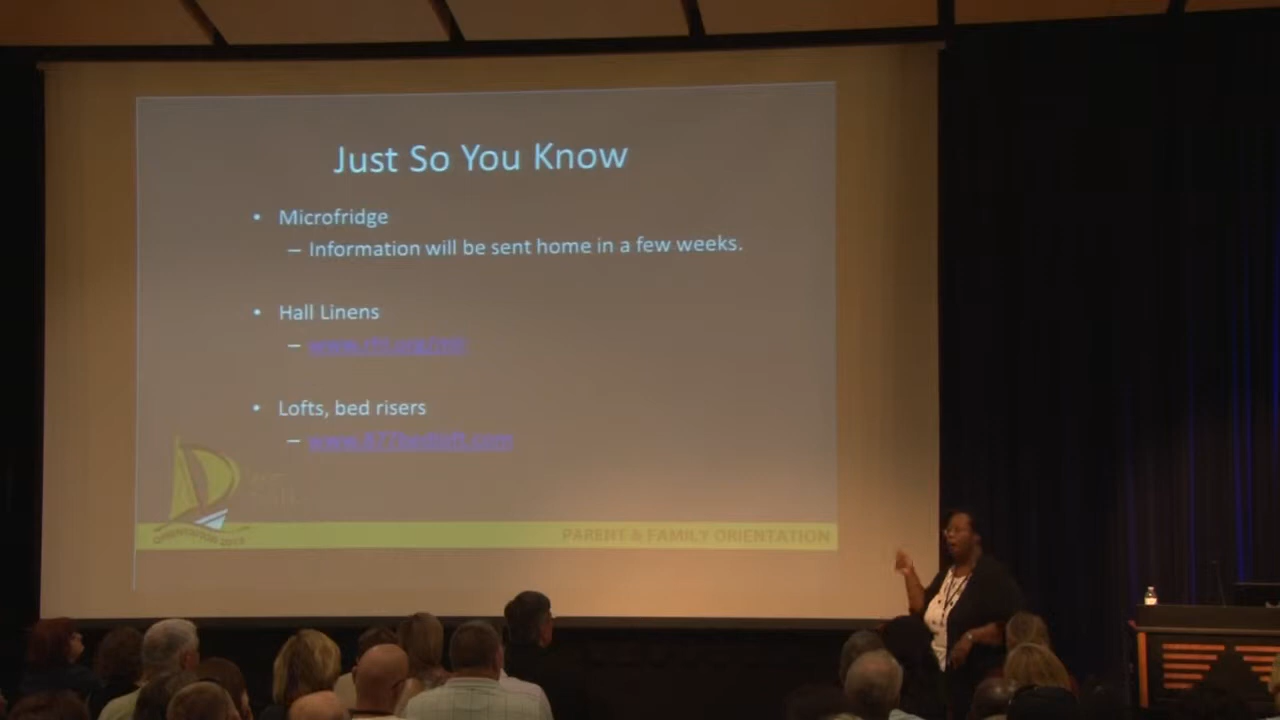 Just So You Know
• Microfridge
– Information will be sent home in a few weeks.
• Hall Linens
• Lofts, bed risers
PARENT & FAMILY ORIENTATION